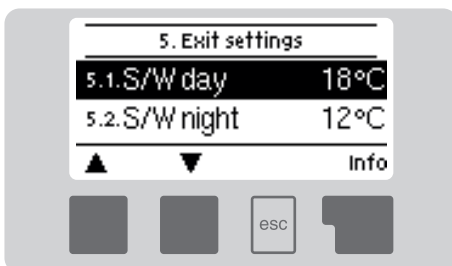 5. Exit settings
5.1.S/W day 18°C
5.2.S/W night 12°C
▲ ▼ Info
esc